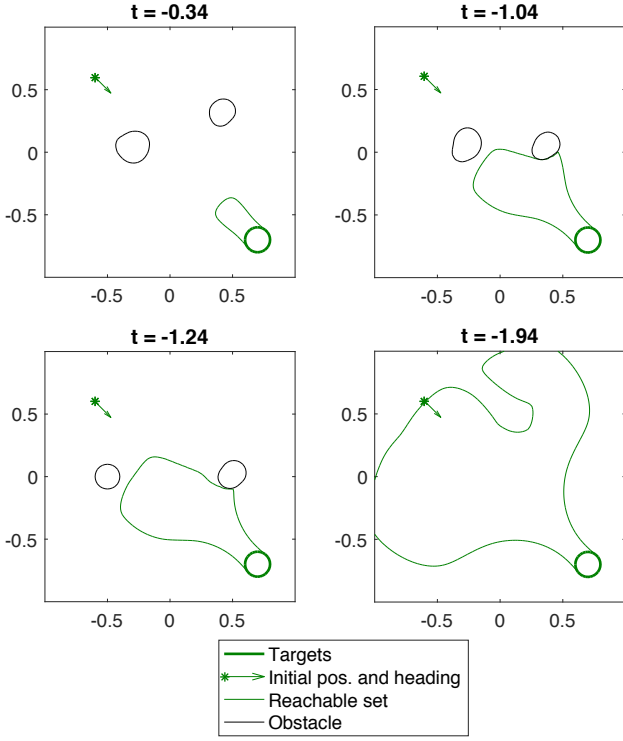 t = -0.34
t = -1.04
0.5
0
-0.5
-0.5 0 0.5
0.5
0
-0.5
-0.5 0 0.5
t = -1.24
t = -1.94
0.5
0
-0.5
-0.5 0 0.5
0.5
0
-0.5
-0.5 0 0.5
Targets
Initial pos. and heading
Reachable set
Obstacle